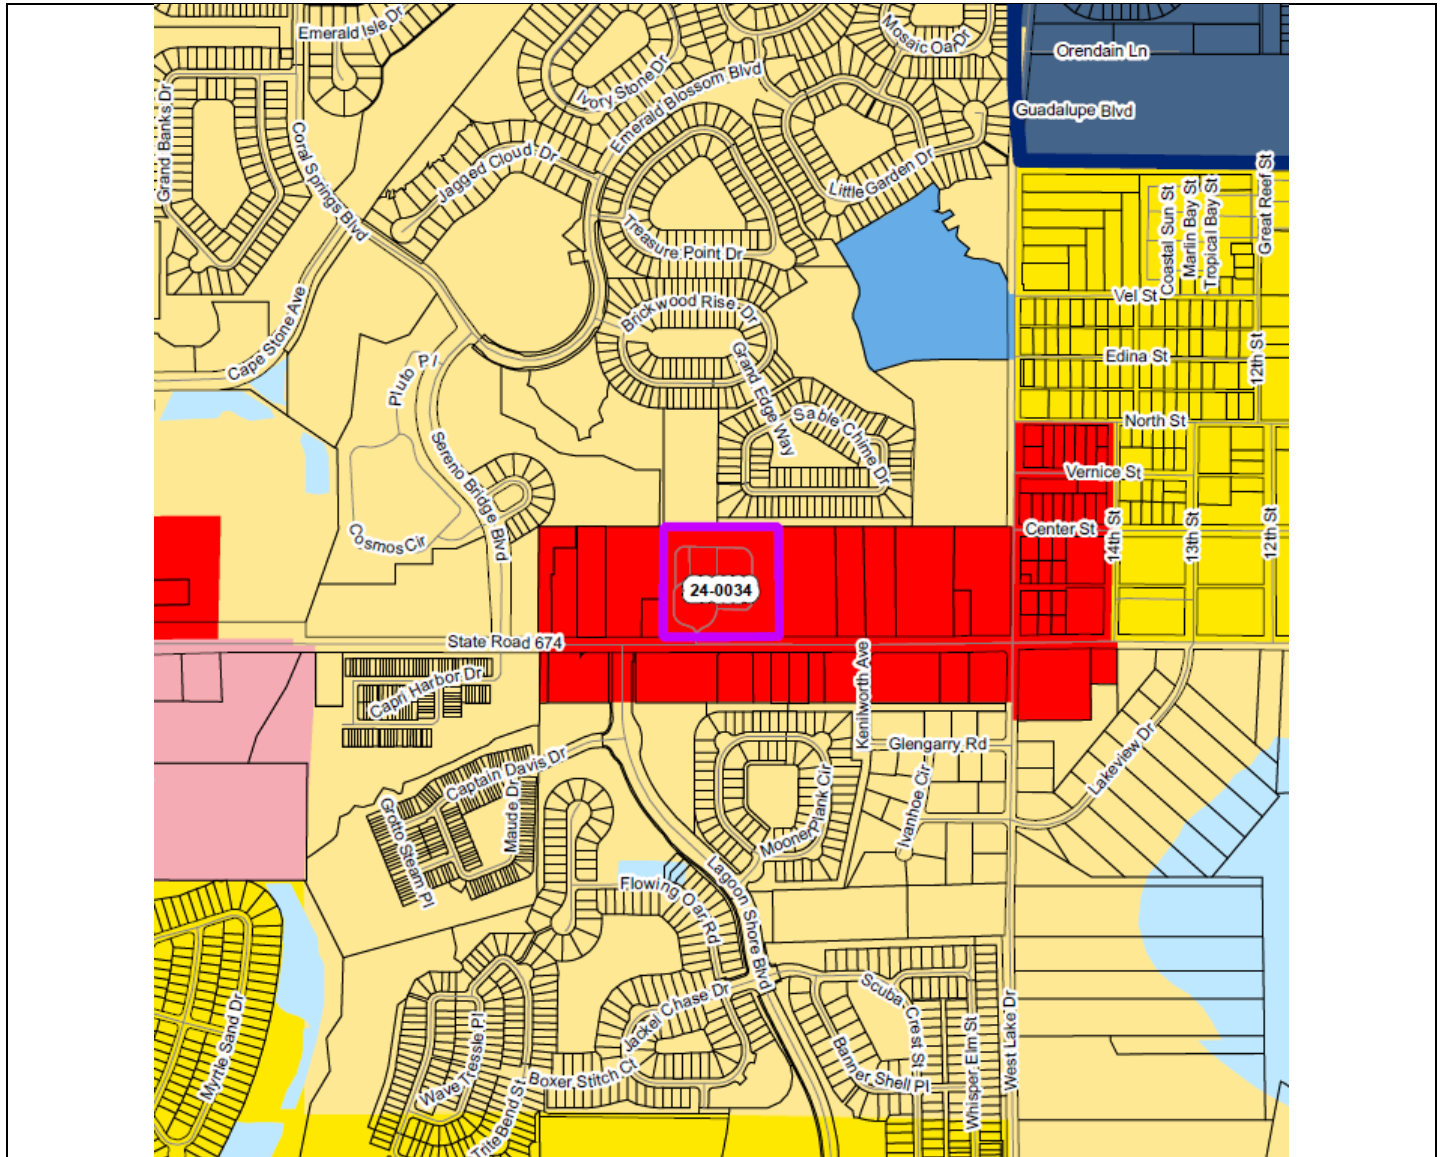 Emerald Isle Dr
Mosaic Oar Dr
Orendain Ln
Grand Banks Dr
Ivory Stone Dr
Emerald Blossom Blvd
Guadalupe Blvd
Coral Springs Blvd
Jagged Cloud Dr
Little Garden Dr
Coastal Sun St
Marlin Bay St
Tropical Bay St
Great Reef St
Treasure Point Dr
Vel St
Brickwood Rise Dr
Cape Stone Ave
Edina St
12th St
Pluto Pl
Grand Edge Way
Sable Chime Dr
North St
Sereno Bridge Blvd
Vernice St
Cosmos Cir
Center St
14th St
13th St
12th St
24-0034
State Road 674
Capri Harbor Dr
Kenilworth Ave
Glengarry Rd
Lakeview Dr
Captain Davis Dr
Maude Dr
Grotto Steam Pl
Mooner Plank Cir
Ivanhoe Cir
Flowing Oar Rd
Lagoon Shore Blvd
Scuba Crest St
Jackel Chase Dr
Myrtle Sand Dr
Wave Tressle Pl
Boxer Stitch Ct
Banner Shell Pl
Whisper Elm St
West Lake Dr
Trite Bend St